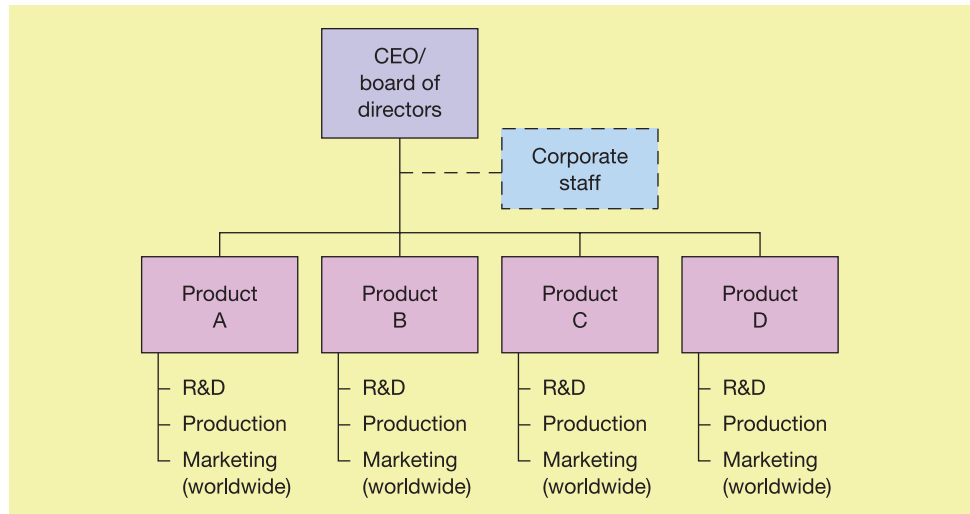 CEO/
board of
directors
Corporate
staff
Product
A
Product
B
Product
C
Product
D
R&D
Production
Marketing
(worldwide)
R&D
Production
Marketing
(worldwide)
R&D
Production
Marketing
(worldwide)
R&D
Production
Marketing
(worldwide)